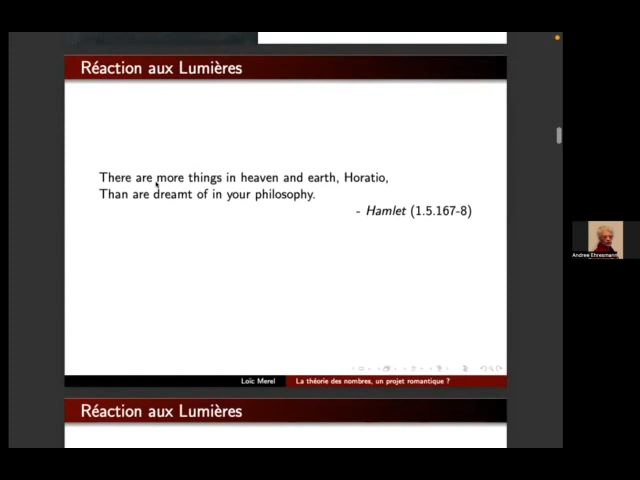 Réaction aux Lumières
There are more things in heaven and earth, Horatio,
Than are dreamt of in your philosophy.
- Hamlet (1.5.167-8)
Andree Ehresmann
Loïc Merel
La théorie des nombres, un projet romantique ?
Réaction aux Lumières